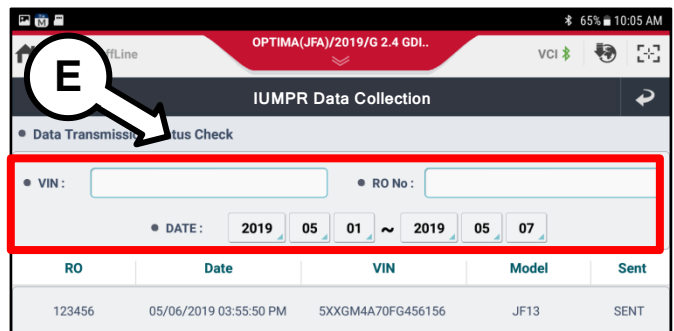 65% 10:05 AM
OPTIMA(JFA)/2019/G 2.4 GDI..
ffLine
VCI
E
IUMPR Data Collection
Data Transmiss tus Check
VIN :
RO No :
DATE : 2019 05 01 ~ 2019 05 07
RO Date VIN Model Sent
123456 05/06/2019 03:55:50 PM 5XXGM4A70FG456156 JF13 SENT